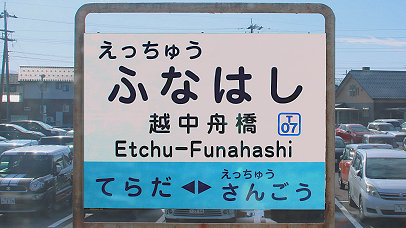 えっちゅう
ふなはし
越中舟橋
T
07
Etchu-Funahashi
てらだ ◀▶ えっちゅう さんごう